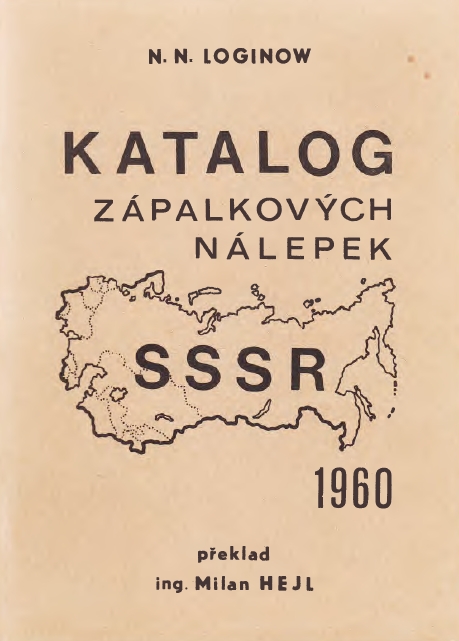 N. N. LOGINOW
KATALOG
ZÁPALKOVÝCH
NÁLEPEK
SSSR
1960
překlad
ing. Milan HEJL